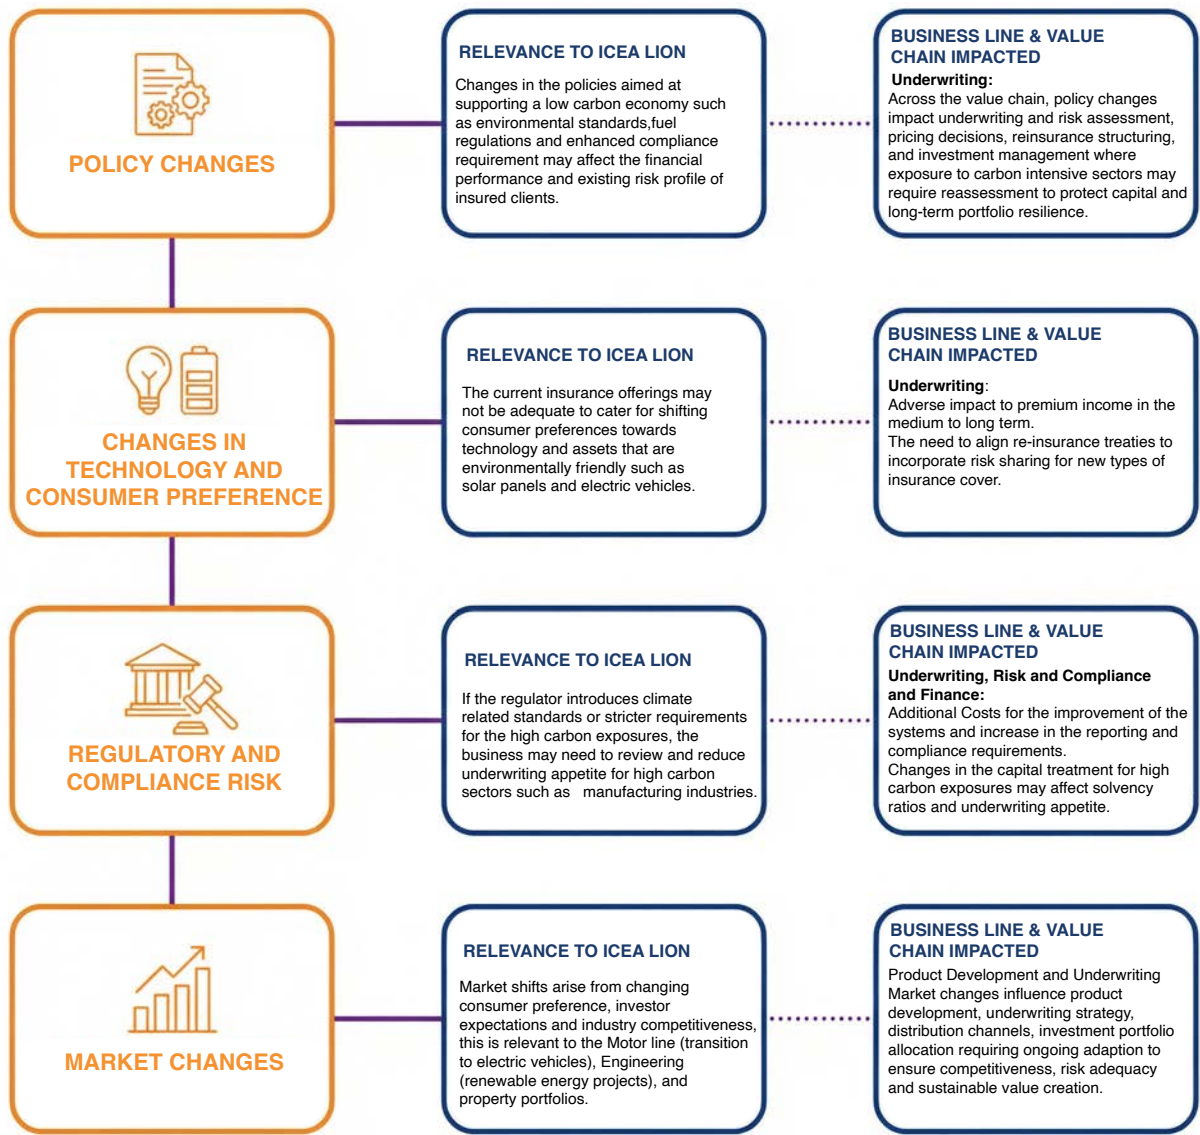 POLICY CHANGES
RELEVANCE TO ICEA LION
Changes in the policies aimed at
supporting a low carbon economy such
as environmental standards,fuel
regulations and enhanced compliance
requirement may affect the financial
performance and existing risk profile of
insured clients.
BUSINESS LINE & VALUE
CHAIN IMPACTED
Underwriting:
Across the value chain, policy changes
impact underwriting and risk assessment,
pricing decisions, reinsurance structuring,
and investment management where
exposure to carbon intensive sectors may
require reassessment to protect capital and
long-term portfolio resilience.
CHANGES IN
TECHNOLOGY AND
CONSUMER PREFERENCE
RELEVANCE TO ICEA LION
The current insurance offerings may
not be adequate to cater for shifting
consumer preferences towards
technology and assets that are
environmentally friendly such as
solar panels and electric vehicles.
BUSINESS LINE & VALUE
CHAIN IMPACTED
Underwriting:
Adverse impact to premium income in the
medium to long term.
The need to align re-insurance treaties to
incorporate risk sharing for new types of
insurance cover.
REGULATORY AND
COMPLIANCE RISK
RELEVANCE TO ICEA LION
If the regulator introduces climate
related standards or stricter requirements
for the high carbon exposures, the
business may need to review and reduce
underwriting appetite for high carbon
sectors such as manufacturing industries.
BUSINESS LINE & VALUE
CHAIN IMPACTED
Underwriting, Risk and Compliance
and Finance:
Additional Costs for the improvement of the
systems and increase in the reporting and
compliance requirements.
Changes in the capital treatment for high
carbon exposures may affect solvency
ratios and underwriting appetite.
MARKET CHANGES
RELEVANCE TO ICEA LION
Market shifts arise from changing
consumer preference, investor
expectations and industry competitiveness,
this is relevant to the Motor line (transition
to electric vehicles), Engineering
(renewable energy projects), and
property portfolios.
BUSINESS LINE & VALUE
CHAIN IMPACTED
Product Development and Underwriting
Market changes influence product
development, underwriting strategy,
distribution channels, investment portfolio
allocation requiring ongoing adaption to
ensure competitiveness, risk adequacy
and sustainable value creation.